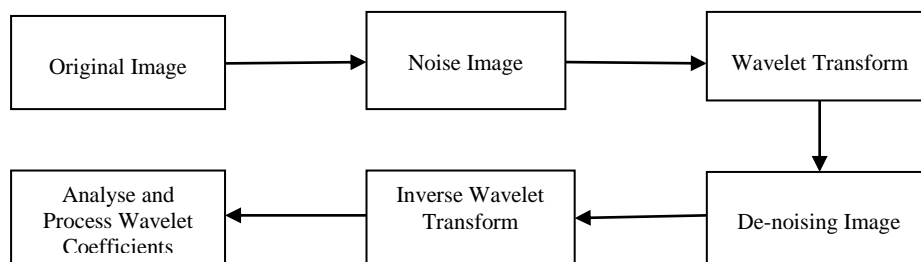 Original Image
Noise Image
Wavelet Transform
Analyse and
Process Wavelet
Coefficients
Inverse Wavelet
Transform
De-noising Image